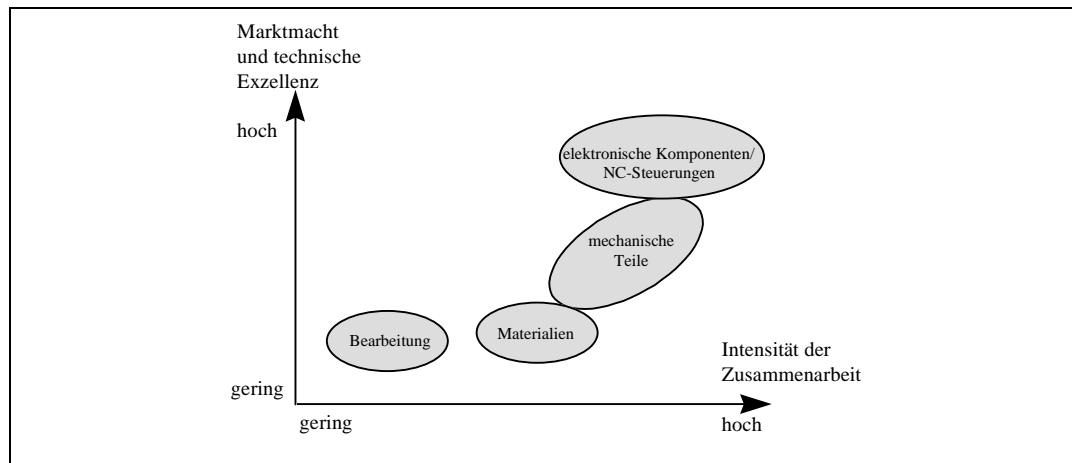 Marktmacht
und technische
Exzellenz
hoch
elektronische Komponenten/
NC-Steuerungen
mechanische
Teile
Bearbeitung
Materialien
Intensität der
Zusammenarbeit
gering
gering
hoch